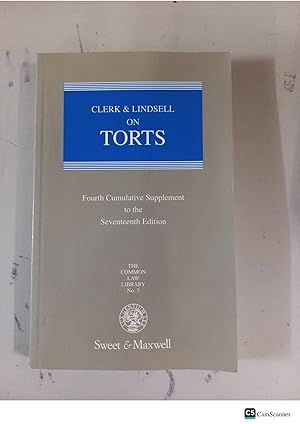 CLERK & LINDSELL
ON
TORTS
Fourth Cumulative Supplement
to the
Seventeenth Edition
THE
COMMON
LAW
LIBRARY
No. 3
Sweet & Maxwell
CS CamScanner